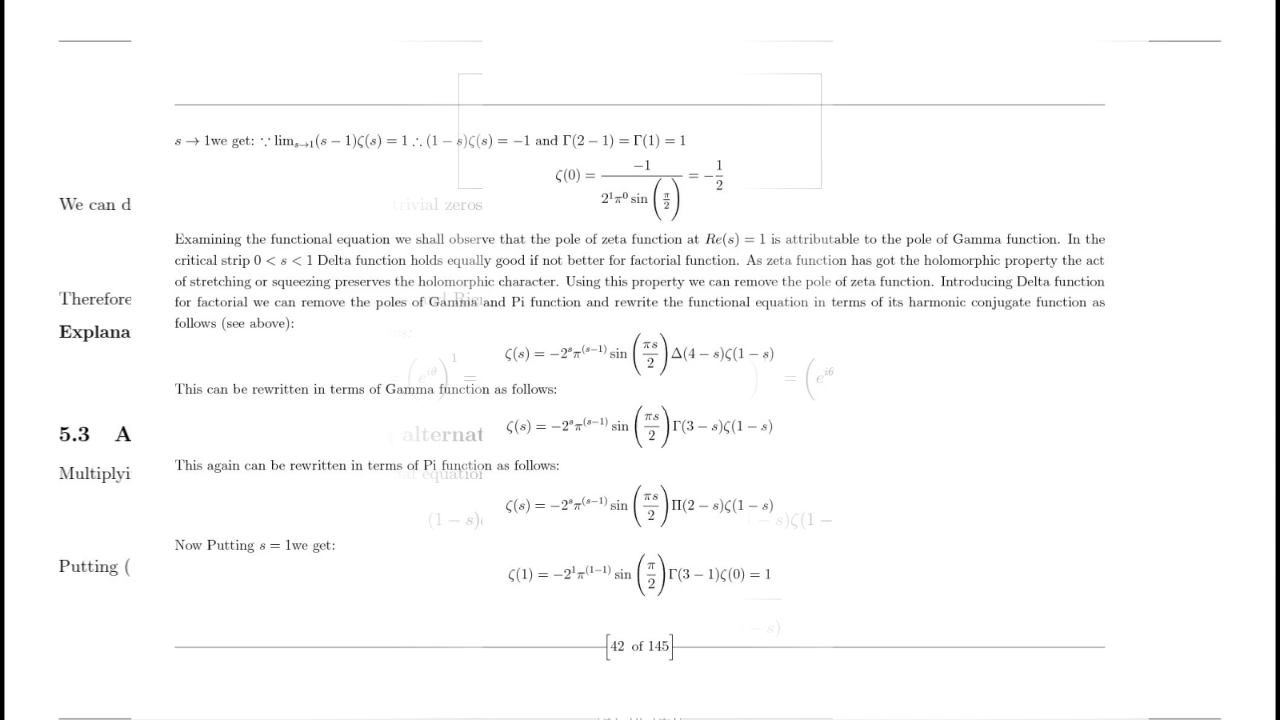 s → 1we get: ∵ lim_{s→1}(s − 1)ζ(s) = 1 ∴ (1 − s)ζ(s) = −1 and Γ(2 − 1) = Γ(1) = 1
ζ(0) = −1 / (2^1 π^0 sin(π/2)) = −1/2
We can d
trivial zeros
Examining the functional equation we shall observe that the pole of zeta function at Re(s) = 1 is attributable to the pole of Gamma function. In the
critical strip 0 < s < 1 Delta function holds equally good if not better for factorial function. As zeta function has got the holomorphic property the act
of stretching or squeezing preserves the holomorphic character. Using this property we can remove the pole of zeta function. Introducing Delta function
Therefore
for factorial we can remove the poles of Gamma and Pi function and rewrite the functional equation in terms of its harmonic conjugate function as
follows (see above):
Explana
ζ(s) = −2^s π^{(s−1)} sin(πs/2) Δ(4 − s)ζ(1 − s)
(e^{iθ})^1 =
This can be rewritten in terms of Gamma function as follows:
ζ(s) = −2^s π^{(s−1)} sin(πs/2) Γ(3 − s)ζ(1 − s)
5.3 A
alternat
This again can be rewritten in terms of Pi function as follows:
Multiplyi
equation
ζ(s) = −2^s π^{(s−1)} sin(πs/2) Π(2 − s)ζ(1 − s)
(1 − s)
− s)ζ(1 −
Now Putting s = 1we get:
Putting (
ζ(1) = −2^1 π^{(1−1)} sin(π/2) Γ(3 − 1)ζ(0) = 1
− s)
42 of 145